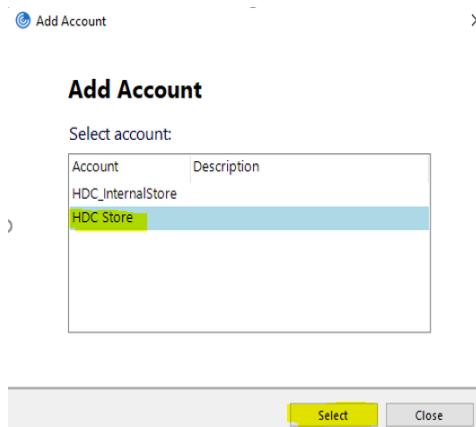 Add Account
Add Account
Select account:
Account Description
HDC_InternalStore
HDC Store
Select Close